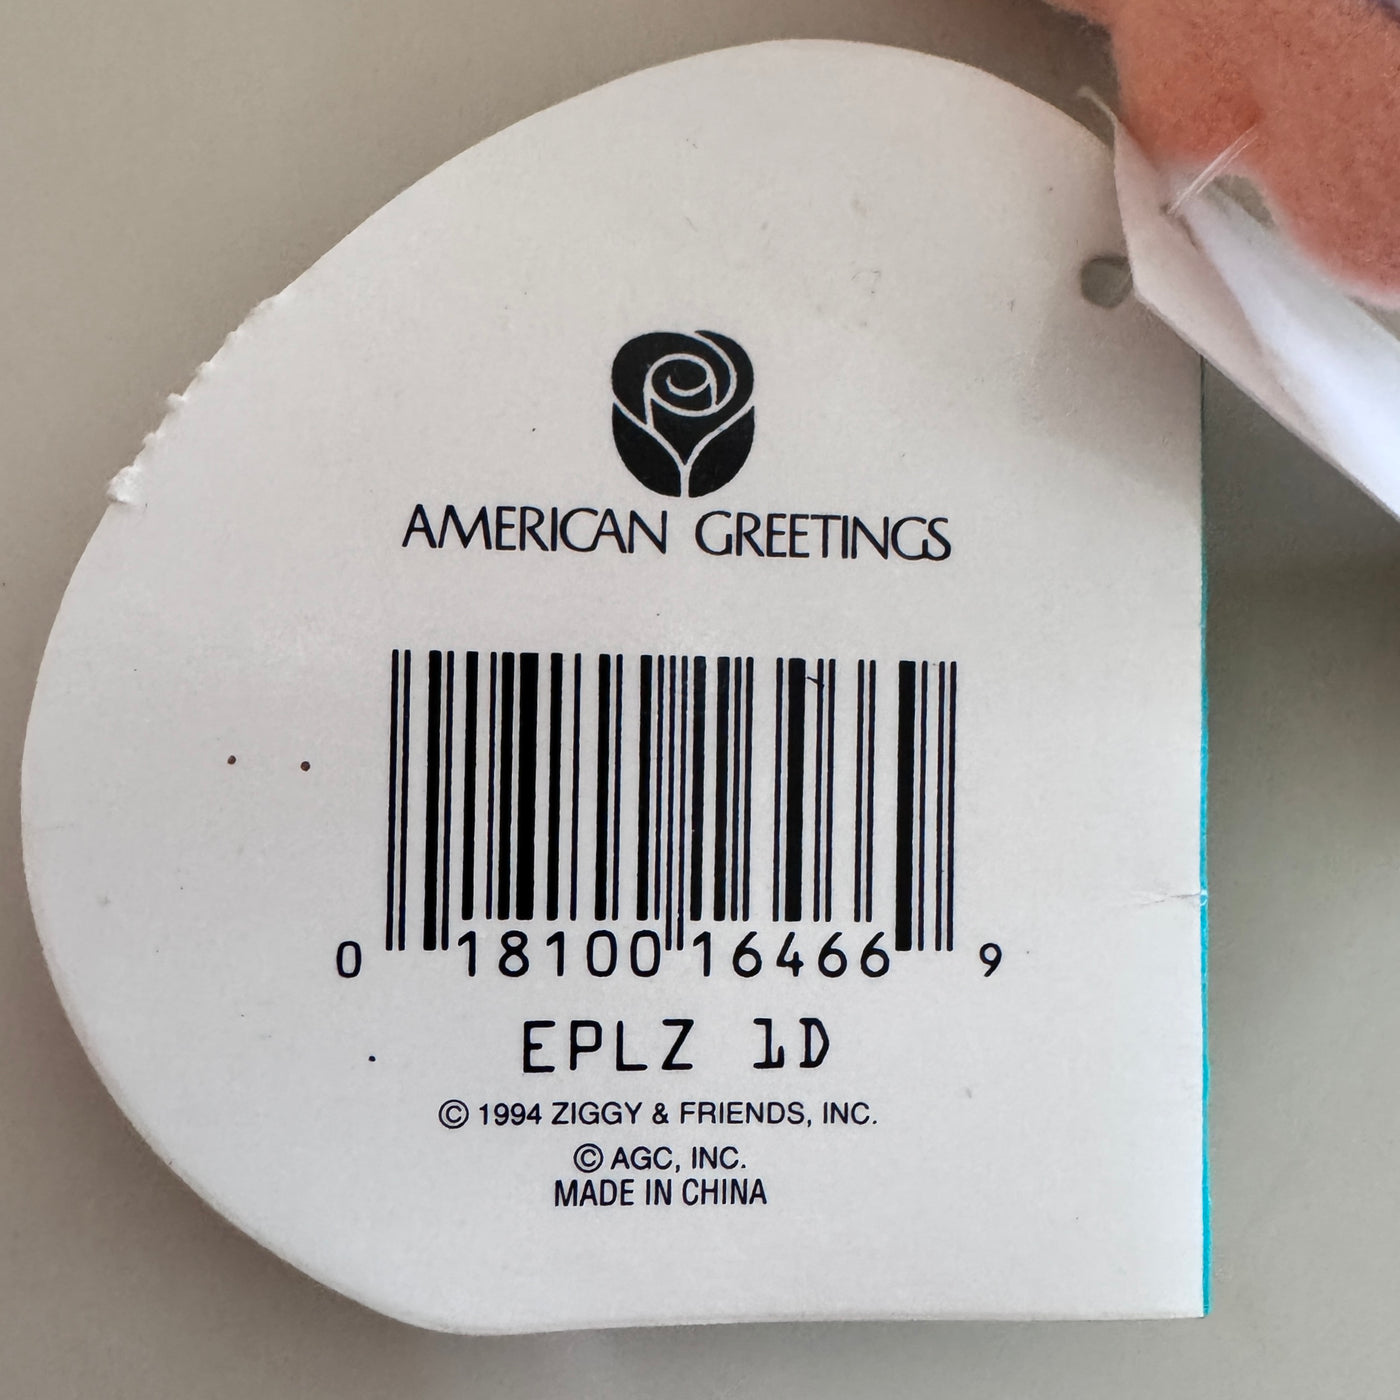 AMERICAN GREETINGS
0 18100 16466 9
EPLZ 1D
© 1994 ZIGGY & FRIENDS, INC.
© AGC, INC.
MADE IN CHINA